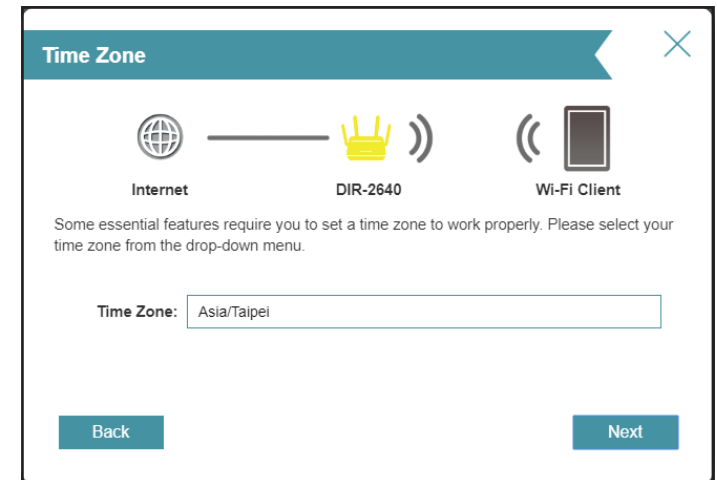 Time Zone
Internet
DIR-2640
Wi-Fi Client
Some essential features require you to set a time zone to work properly. Please select your
time zone from the drop-down menu.
Time Zone: Asia/Taipei
Back
Next